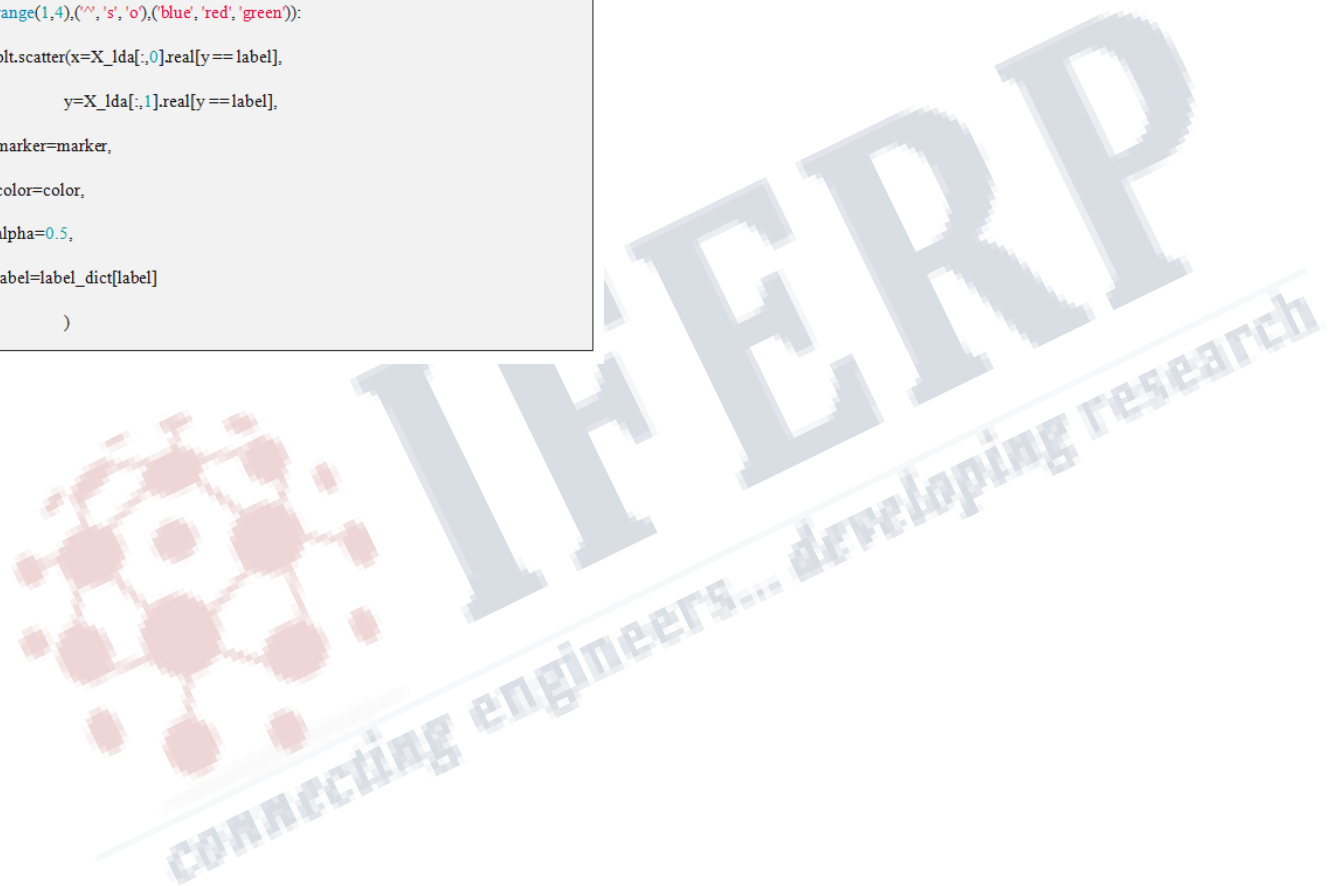 ange(1,4),('^', 's', 'o'),('blue', 'red', 'green')):
plt.scatter(x=X_lda[:,0].real[y == label],
y=X_lda[:,1].real[y ==label],
marker=marker,
color=color,
alpha=0.5,
label=label_dict[label]
)
IFERP
connecting engineers... developing research